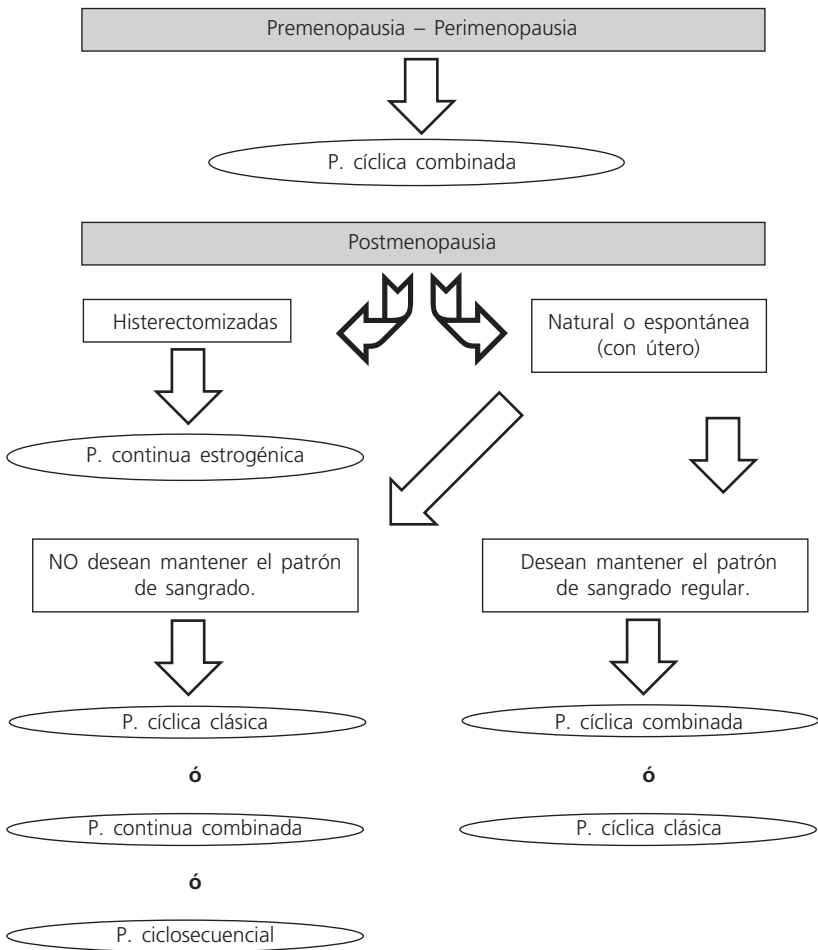 Premenopausia – Perimenopausia
P. cíclica combinada
Postmenopausia
Histerectomizadas
Natural o espontánea
(con útero)
P. continua estrogénica
NO desean mantener el patrón
de sangrado.
Desean mantener el patrón
de sangrado regular.
P. cíclica clásica
ó
P. continua combinada
ó
P. ciclosecuencial
P. cíclica combinada
ó
P. cíclica clásica